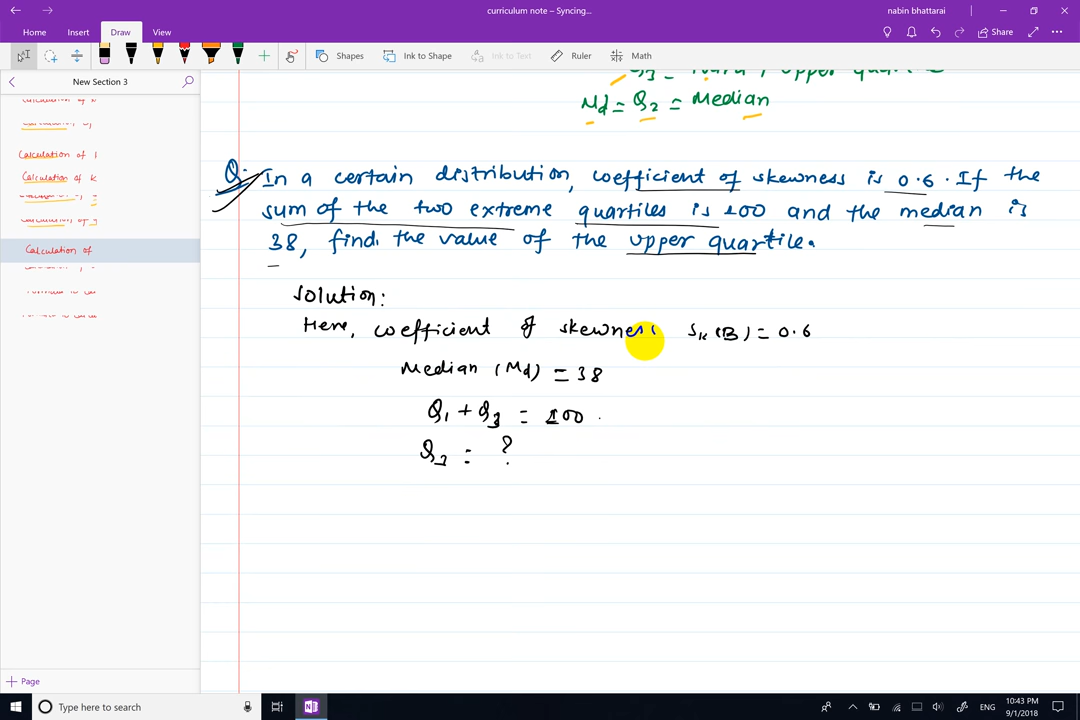 curriculum note – Syncing...
nabin bhattarai
Home Insert Draw View
Share
Shapes Ink to Shape Ink to Text Ruler Math
New Section 3
Calculation of
Calculation of
Calculation of
Page
Md = Q2 = Median
Q. In a certain distribution, coefficient of skewness is 0.6. If the
sum of the two extreme quartiles is 100 and the median is
38, find the value of the upper quartile.
Solution:
Here, coefficient of skewness Sk (B) = 0.6
Median (Md) = 38
Q1 + Q3 = 100
Q3 = ?
Type here to search
ENG
10:43 PM
9/1/2018